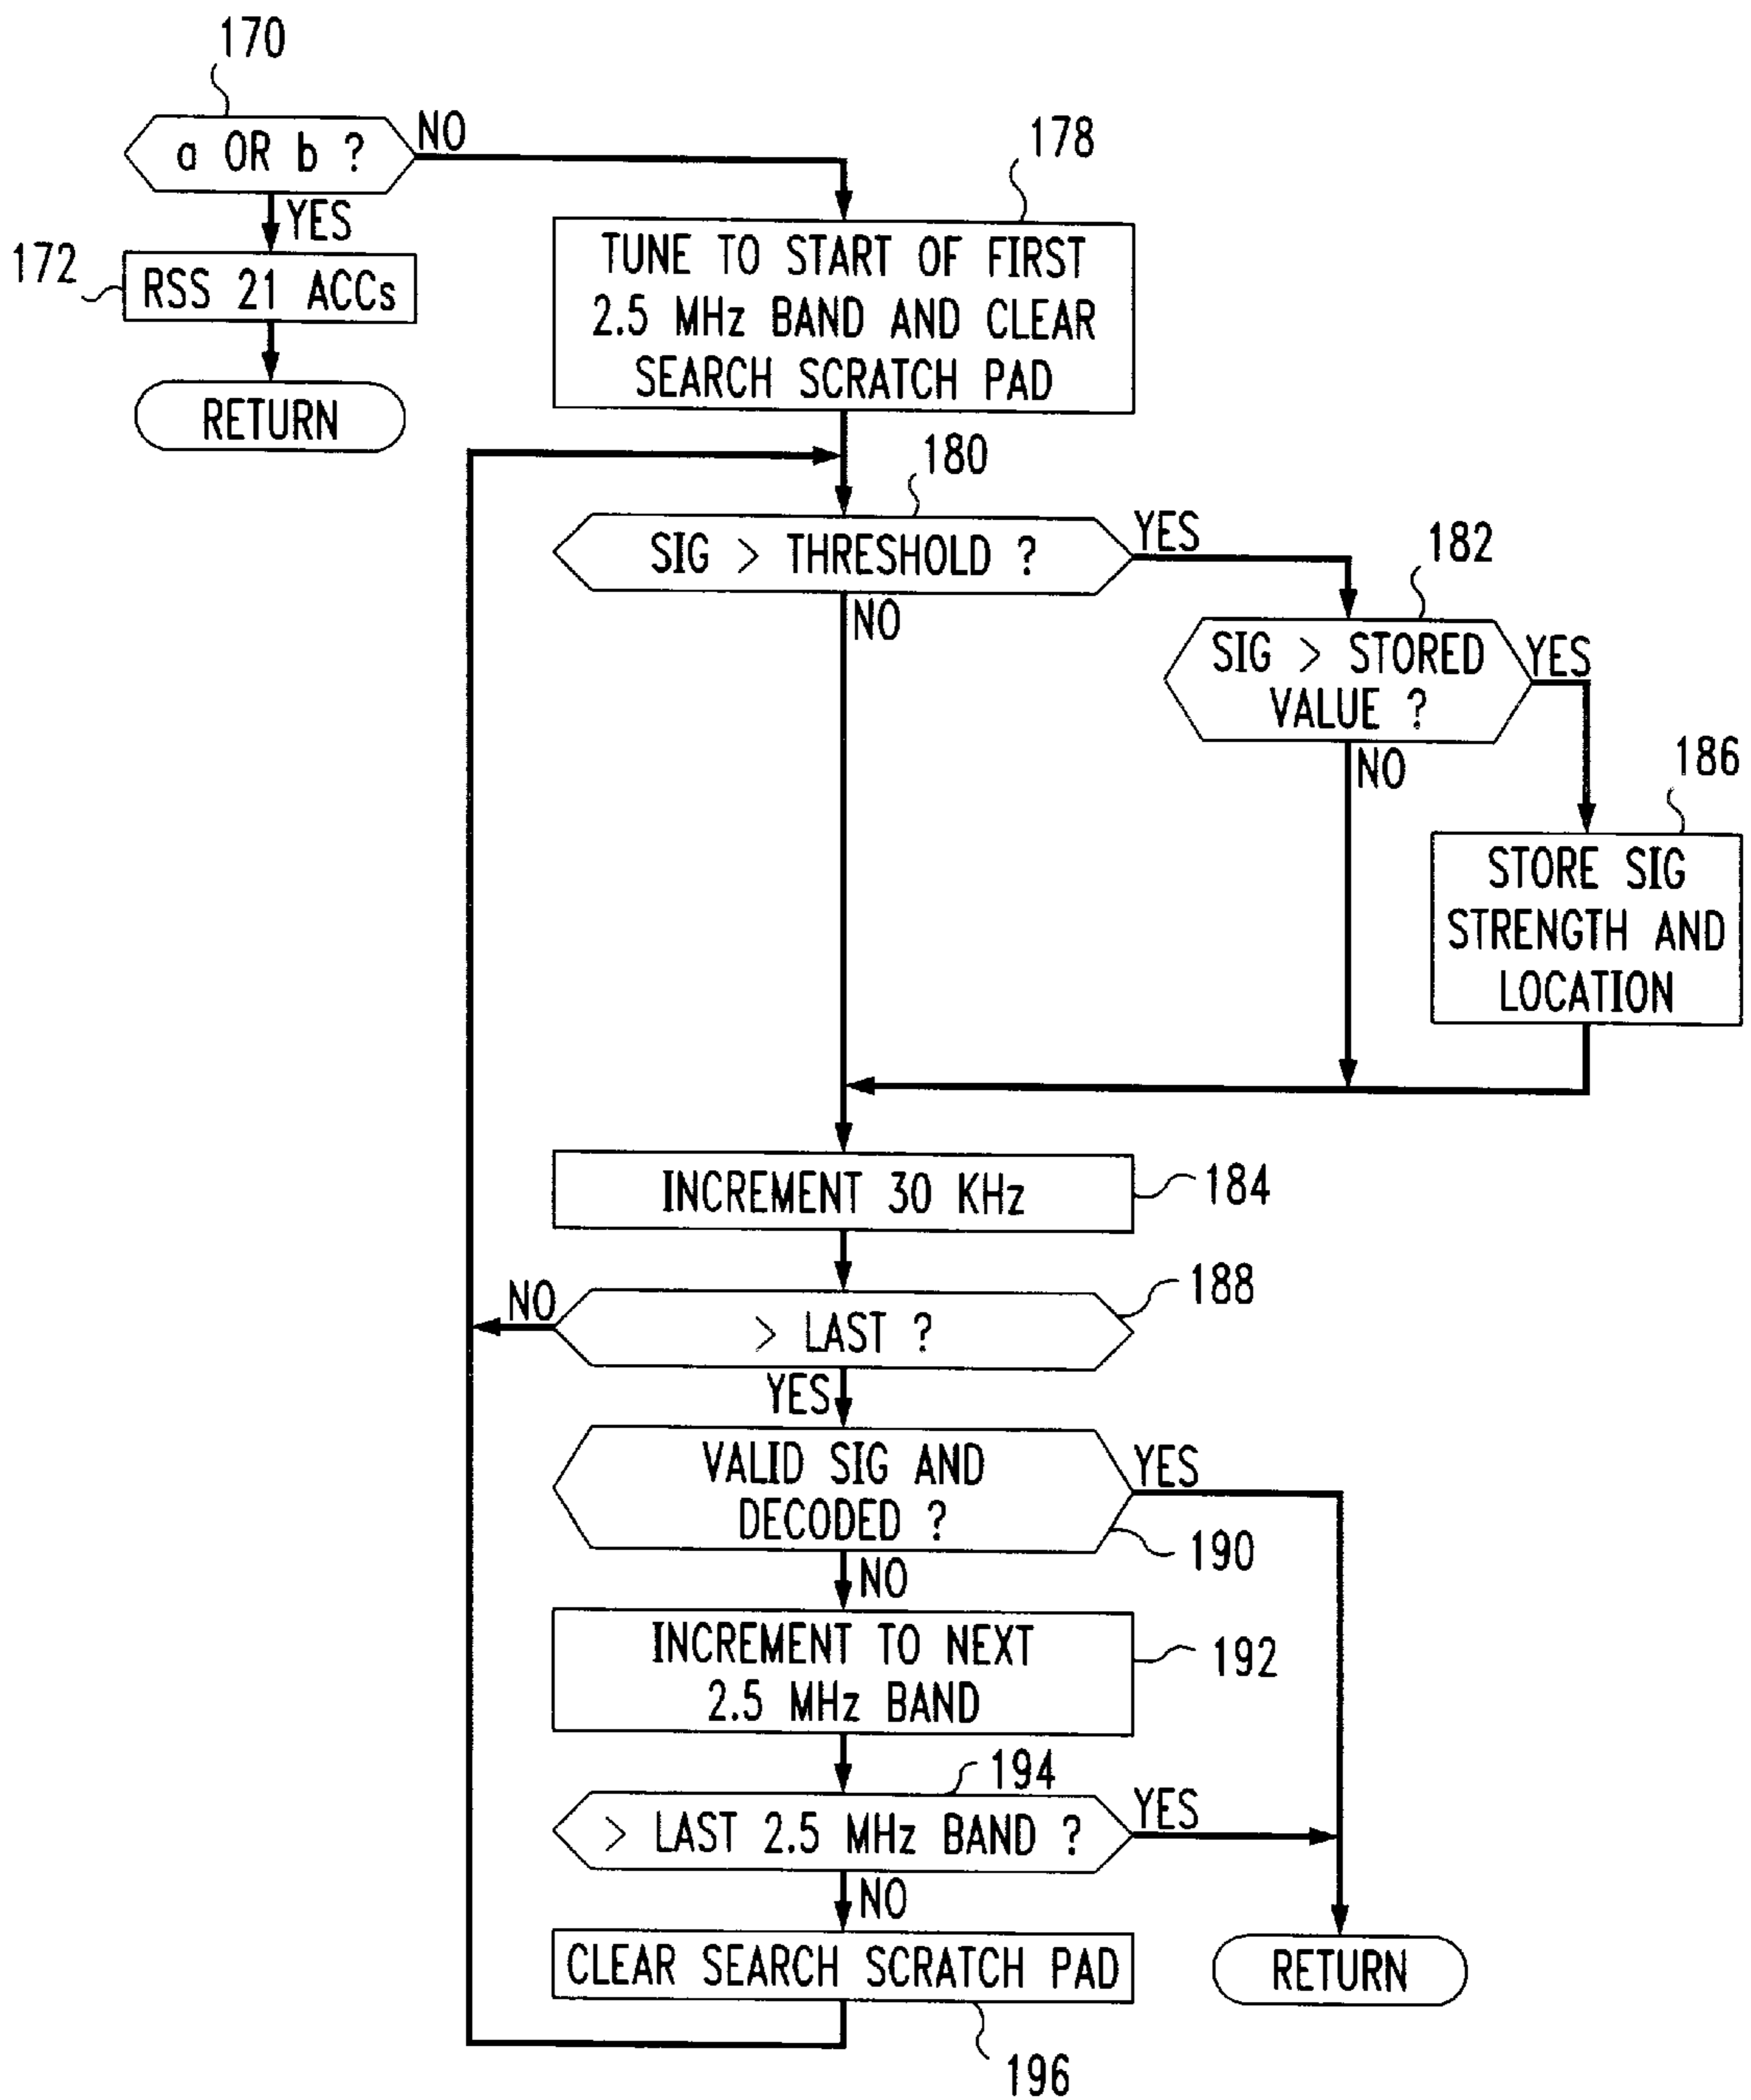 170
a OR b ?
NO
YES
172
RSS 21 ACCs
RETURN
178
TUNE TO START OF FIRST
2.5 MHz BAND AND CLEAR
SEARCH SCRATCH PAD
180
SIG > THRESHOLD ?
YES
NO
182
SIG > STORED
VALUE ?
YES
NO
186
STORE SIG
STRENGTH AND
LOCATION
INCREMENT 30 KHz
184
188
NO
> LAST ?
YES
VALID SIG AND
DECODED ?
YES
190
NO
INCREMENT TO NEXT
2.5 MHz BAND
192
194
> LAST 2.5 MHz BAND ?
YES
NO
CLEAR SEARCH SCRATCH PAD
196
RETURN